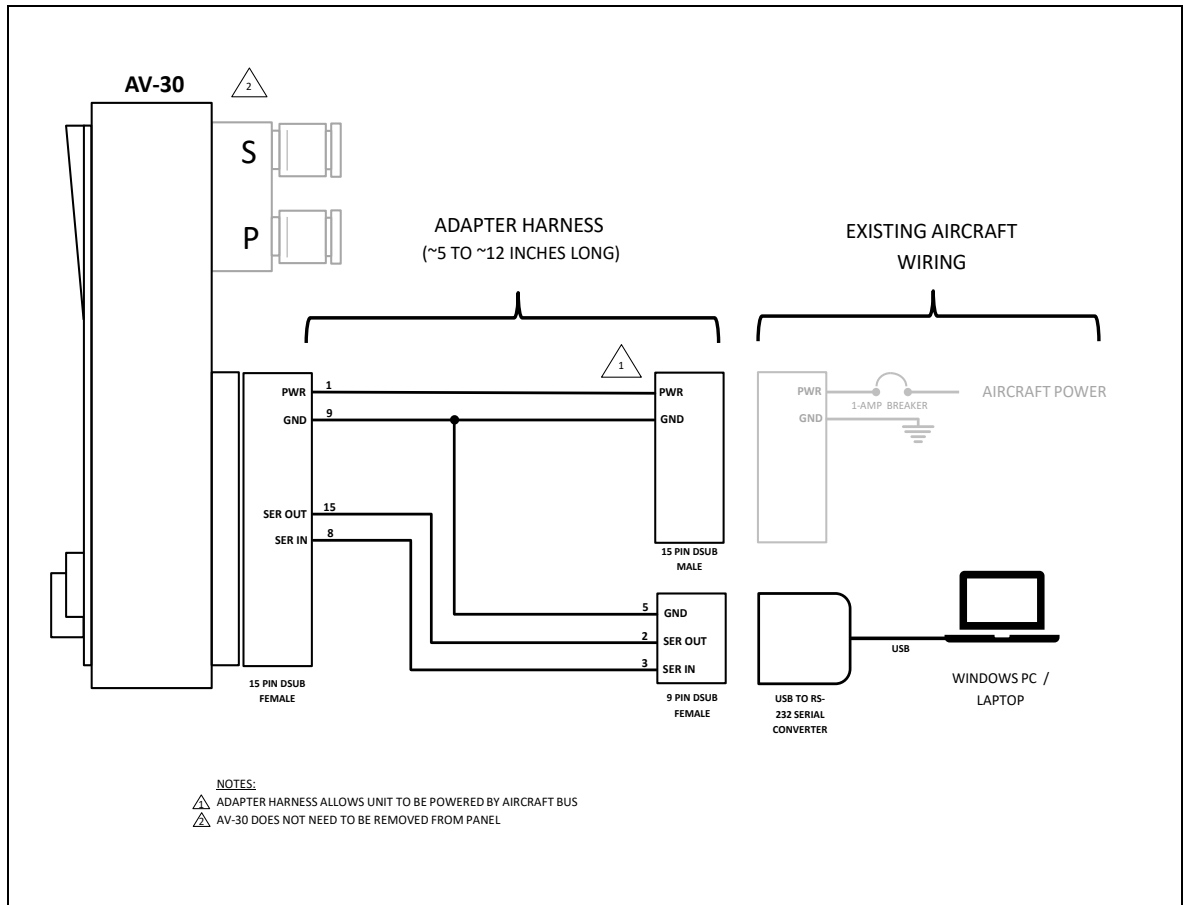 AV-30
2
S
P
ADAPTER HARNESS
(~5 TO ~12 INCHES LONG)
EXISTING AIRCRAFT
WIRING
1
PWR
1
PWR
GND
9
GND
PWR
1-AMP BREAKER
AIRCRAFT POWER
GND
SER OUT
15
SER IN
8
15 PIN DSUB
MALE
5
GND
2
SER OUT
3
SER IN
USB
15 PIN DSUB
FEMALE
9 PIN DSUB
FEMALE
USB TO RS-
232 SERIAL
CONVERTER
WINDOWS PC /
LAPTOP
NOTES:
1 ADAPTER HARNESS ALLOWS UNIT TO BE POWERED BY AIRCRAFT BUS
2 AV-30 DOES NOT NEED TO BE REMOVED FROM PANEL